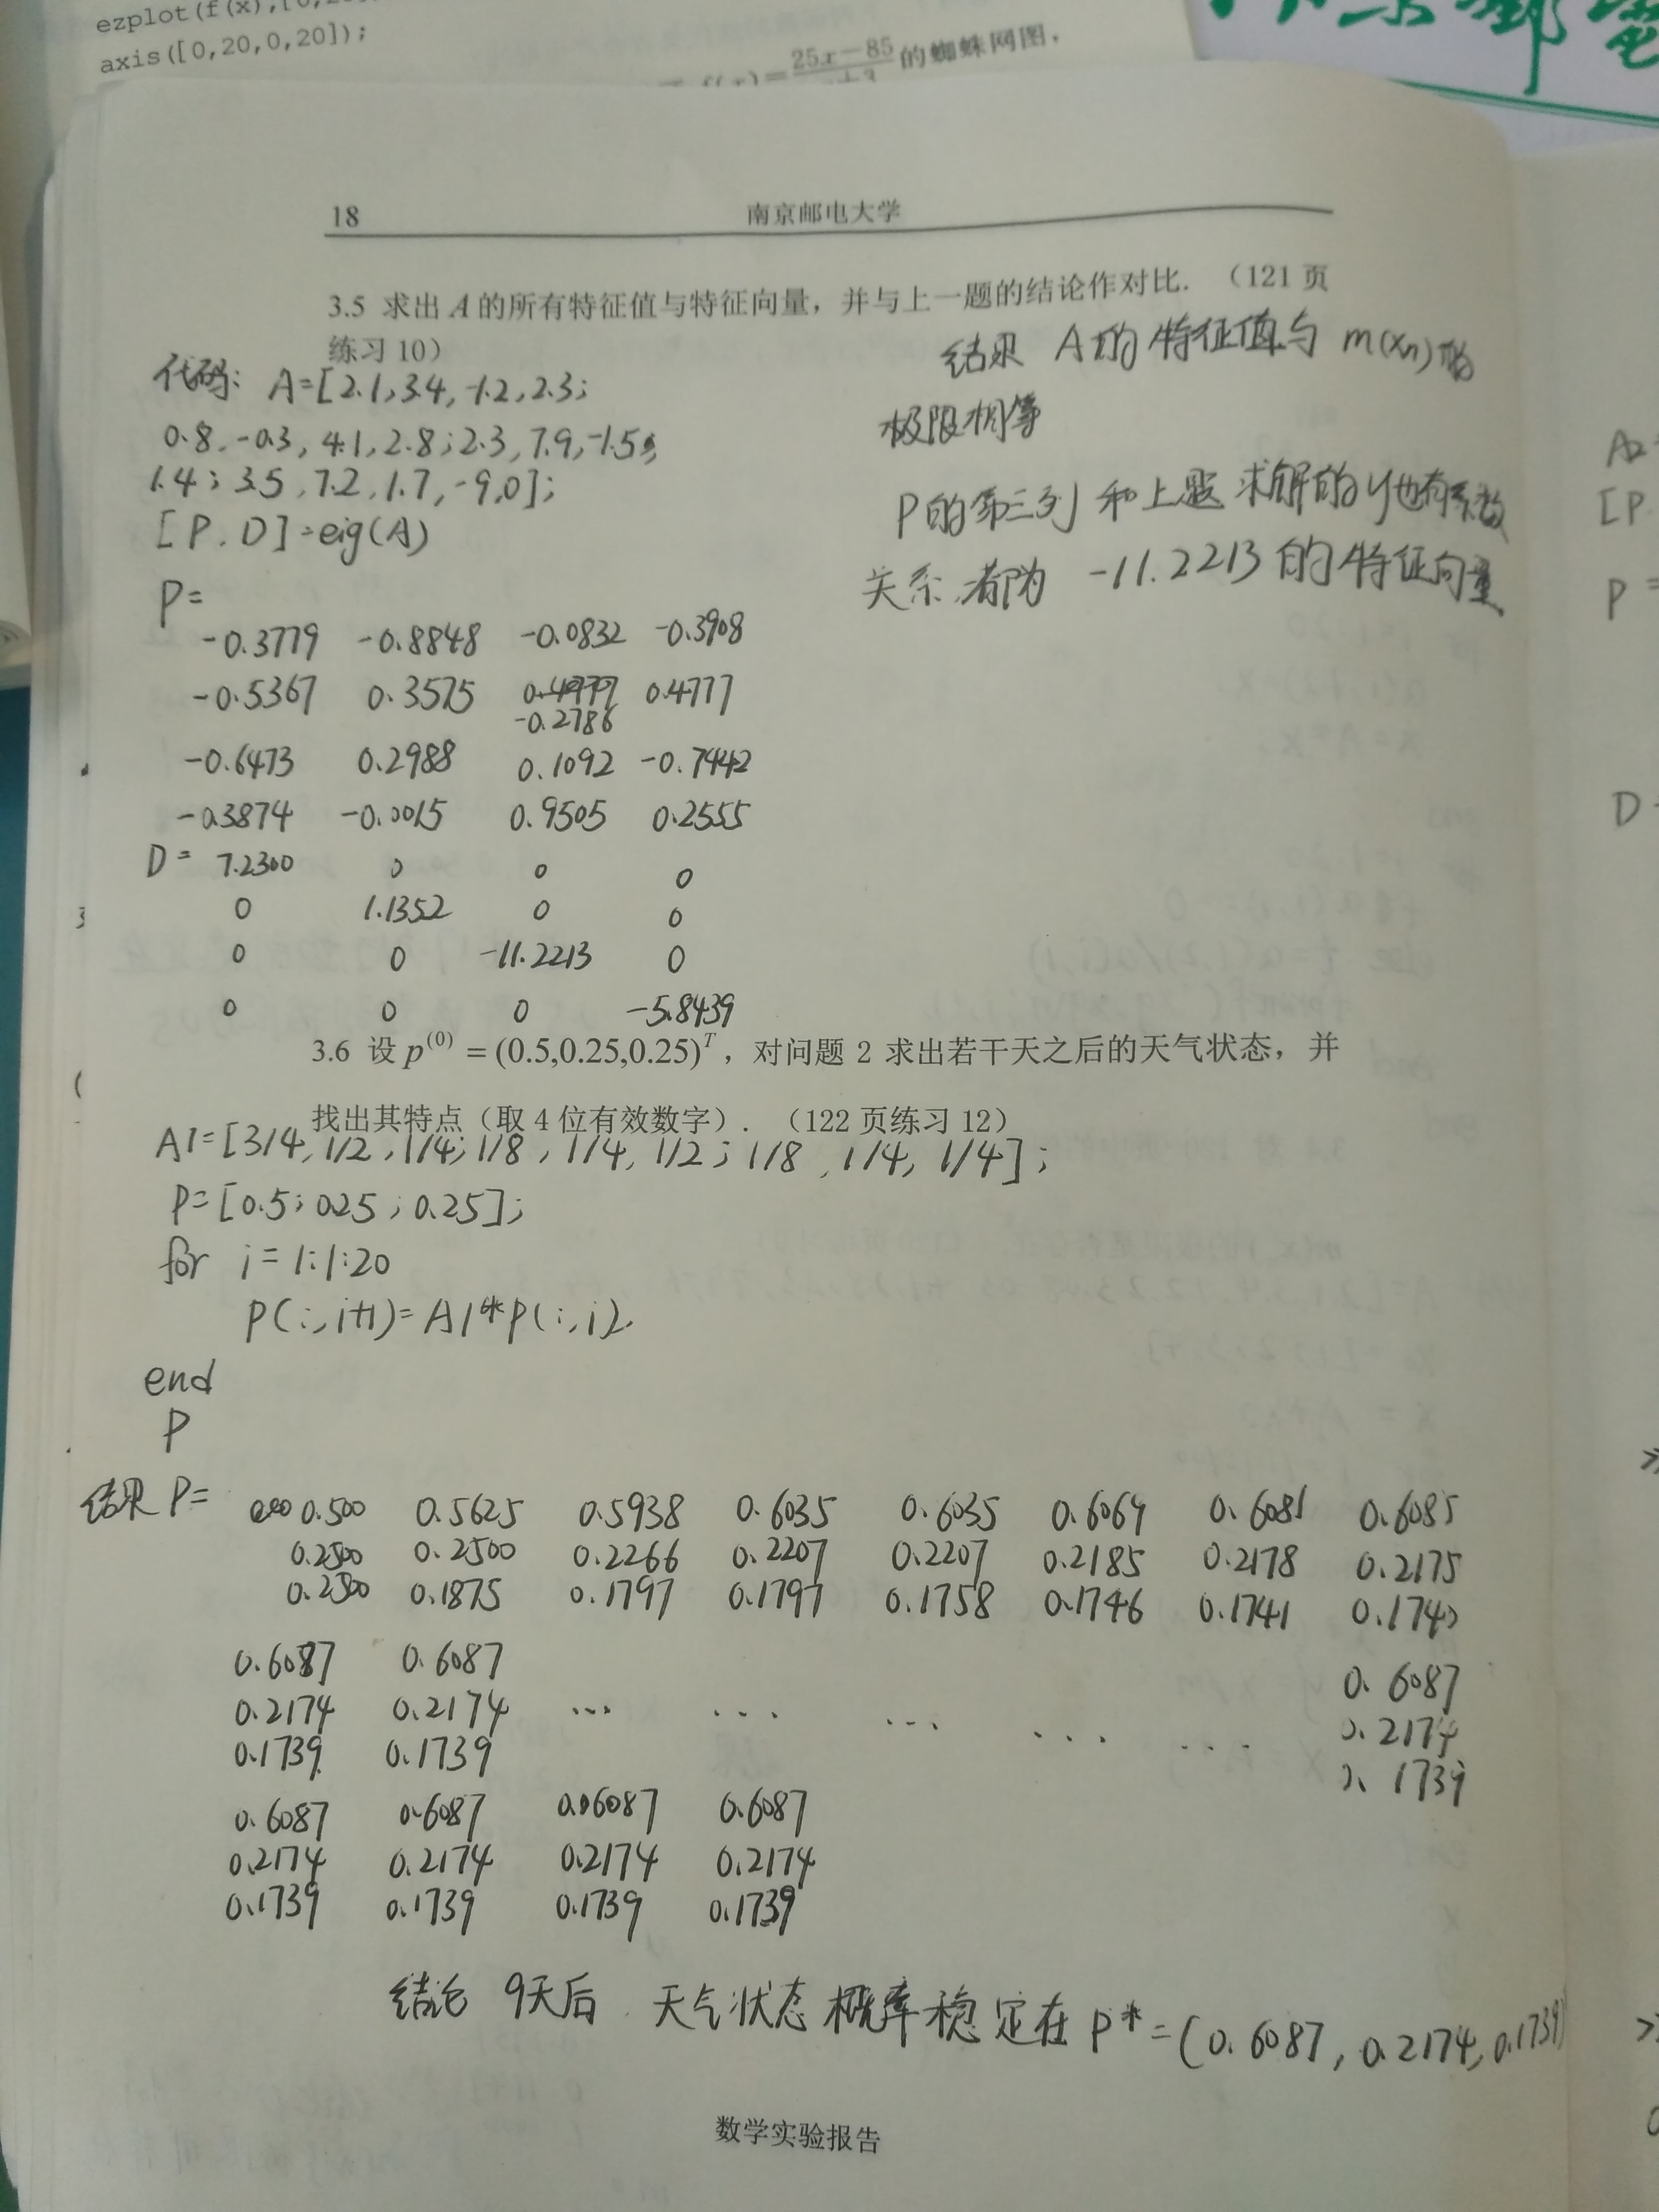 axis([0,20,0,20]);
25x-85
的蜘蛛网图,
18
南京邮电大学
3.5 求出A的所有特征值与特征向量，并与上一题的结论作对比. （121页
练习10）
结果 A的特征值与 m(xn)的
极限相等
代码: A=[2.1,3.4,-1.2,2.3;
0.8,-0.3,4.1,2.8;2.3,7.9,-1.5,
1.4;3.5,7.2,1.7,-9.0];
[P.D]=eig(A)
P的第三列和上题求解的y也有系数
关系,都为 -11.2213的特征向量
P=
-0.3779 -0.8848 -0.0832 -0.3908
-0.5367 0.3575 -0.2786 0.4777
-0.6473 0.2988 0.1092 -0.7442
-0.3874 -0.0015 0.9505 0.2555
D= 7.2300 0 0 0
0 1.1352 0 0
0 0 -11.2213 0
0 0 0 -5.8439
3.6 设 p(0) = (0.5,0.25,0.25)T，对问题 2 求出若干天之后的天气状态，并
找出其特点（取 4 位有效数字）. （122 页练习 12）
A1=[3/4,1/2,1/4;1/8,1/4,1/2;1/8,1/4,1/4];
P=[0.5;0.25;0.25];
for i=1:1:20
P(:,i+1)=A1*P(:,i).
end
P
结果 P=
0.500 0.5625 0.5938 0.6035 0.6035 0.6069 0.6081 0.6085
0.2500 0.2500 0.2266 0.2207 0.2207 0.2185 0.2178 0.2175
0.2500 0.1875 0.1797 0.1797 0.1758 0.1746 0.1741 0.1740
0.6087 0.6087 0.6087
0.2174 0.2174 ... ... ... ... ... 0.2174
0.1739 0.1739 0.1739
0.6087 0.6087 0.06087 0.6087
0.2174 0.2174 0.2174 0.2174
0.1739 0.1739 0.1739 0.1739
结论 9天后. 天气状态概率稳定在P*=(0.6087,0.2174,0.1739)
数学实验报告